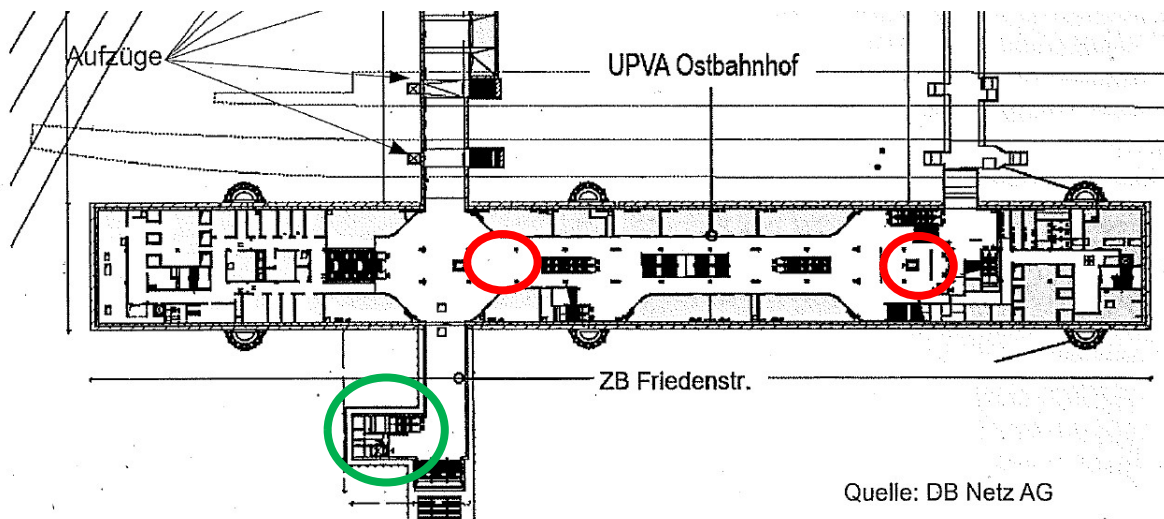 Aufzüge
UPVA Ostbahnhof
ZB Friedenstr.
Quelle: DB Netz AG